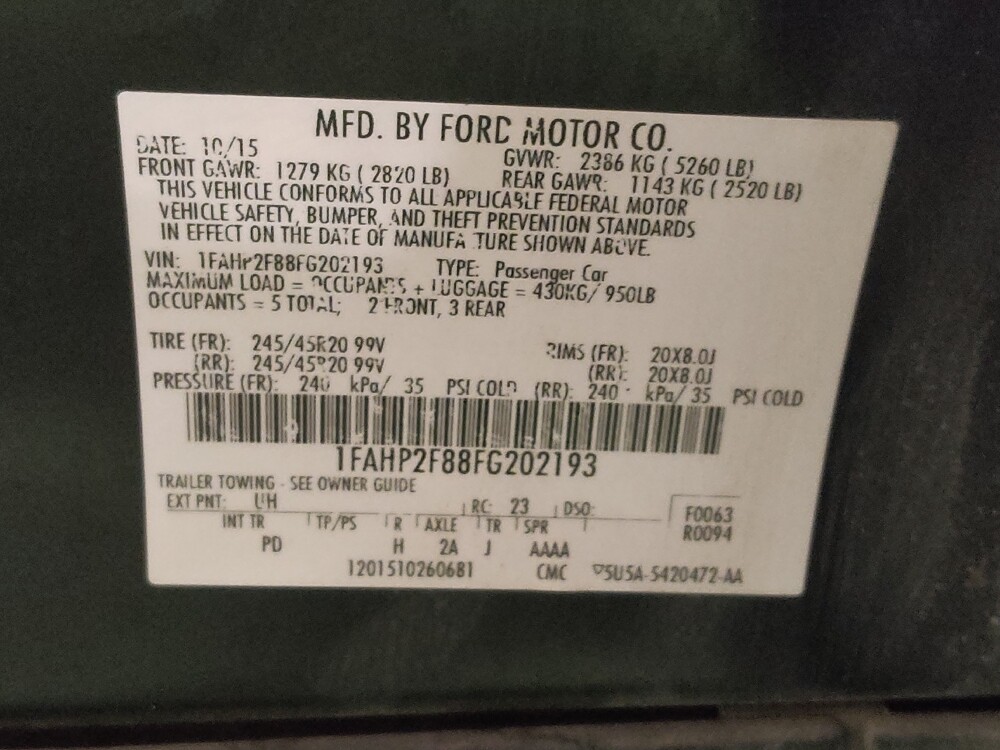 MFD. BY FORD MOTOR CO.
DATE: 10/15 GVWR: 2386 KG ( 5260 LB)
FRONT GAWR: 1279 KG ( 2820 LB) REAR GAWR: 1143 KG ( 2520 LB)
THIS VEHICLE CONFORMS TO ALL APPLICABLE FEDERAL MOTOR
VEHICLE SAFETY, BUMPER, AND THEFT PREVENTION STANDARDS
IN EFFECT ON THE DATE OF MANUFACTURE SHOWN ABOVE.
VIN: 1FAHP2F88FG202193 TYPE: Passenger Car
MAXIMUM LOAD = OCCUPANTS + LUGGAGE = 430KG/ 950LB
OCCUPANTS = 5 TOTAL; 2 FRONT, 3 REAR
TIRE (FR): 245/45R20 99V RIMS (FR): 20X8.0J
(RR): 245/45R20 99V (RR): 20X8.0J
PRESSURE (FR): 240 kPa/ 35 PSI COLD (RR): 240 kPa/ 35 PSI COLD
1FAHP2F88FG202193
TRAILER TOWING - SEE OWNER GUIDE
EXT PNT: UH RC: 23 DSO: F0063
INT TR TP/PS R AXLE TR SPR R0094
PD H 2A J AAAA
1201510260681 CMC ▽5U5A-5420472-AA